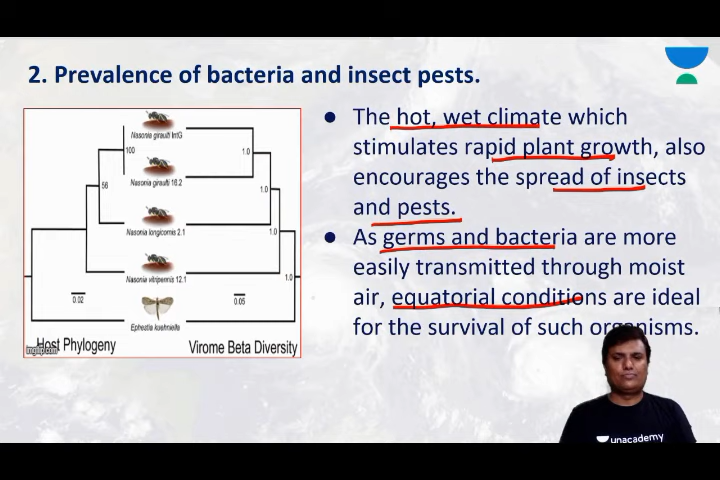 2. Prevalence of bacteria and insect pests.
Nasonia giraulti IntG
100
1.0
Nasonia giraulti 16.2
56
1.0
Nasonia longicornis 2.1
1.0
Nasonia vitripennis 12.1
0.02
0.05
Ephestia kuehniella
Host Phylogeny
Virome Beta Diversity
imgflip.com
● The hot, wet climate which
stimulates rapid plant growth, also
encourages the spread of insects
and pests.
● As germs and bacteria are more
easily transmitted through moist
air, equatorial conditions are ideal
for the survival of such organisms.
unacademy